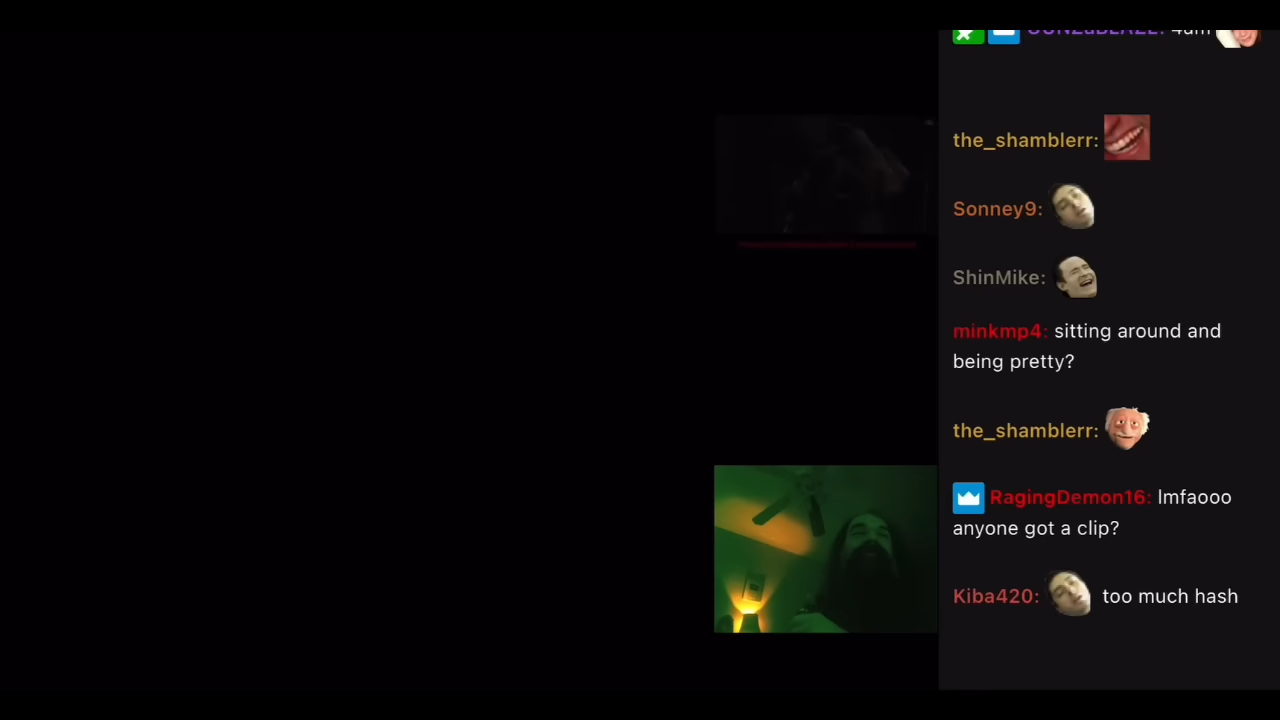 4am
the_shamblerr:
Sonney9:
ShinMike:
minkmp4: sitting around and
being pretty?
the_shamblerr:
RagingDemon16: lmfaooo
anyone got a clip?
Kiba420: too much hash